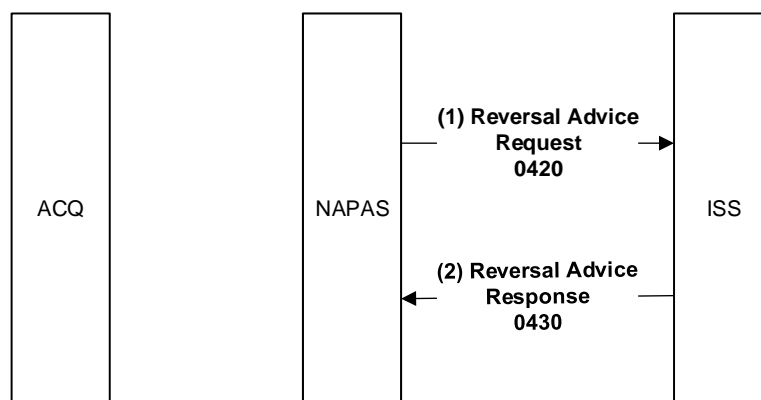 (1) Reversal Advice
Request
0420
ACQ
NAPAS
ISS
(2) Reversal Advice
Response
0430